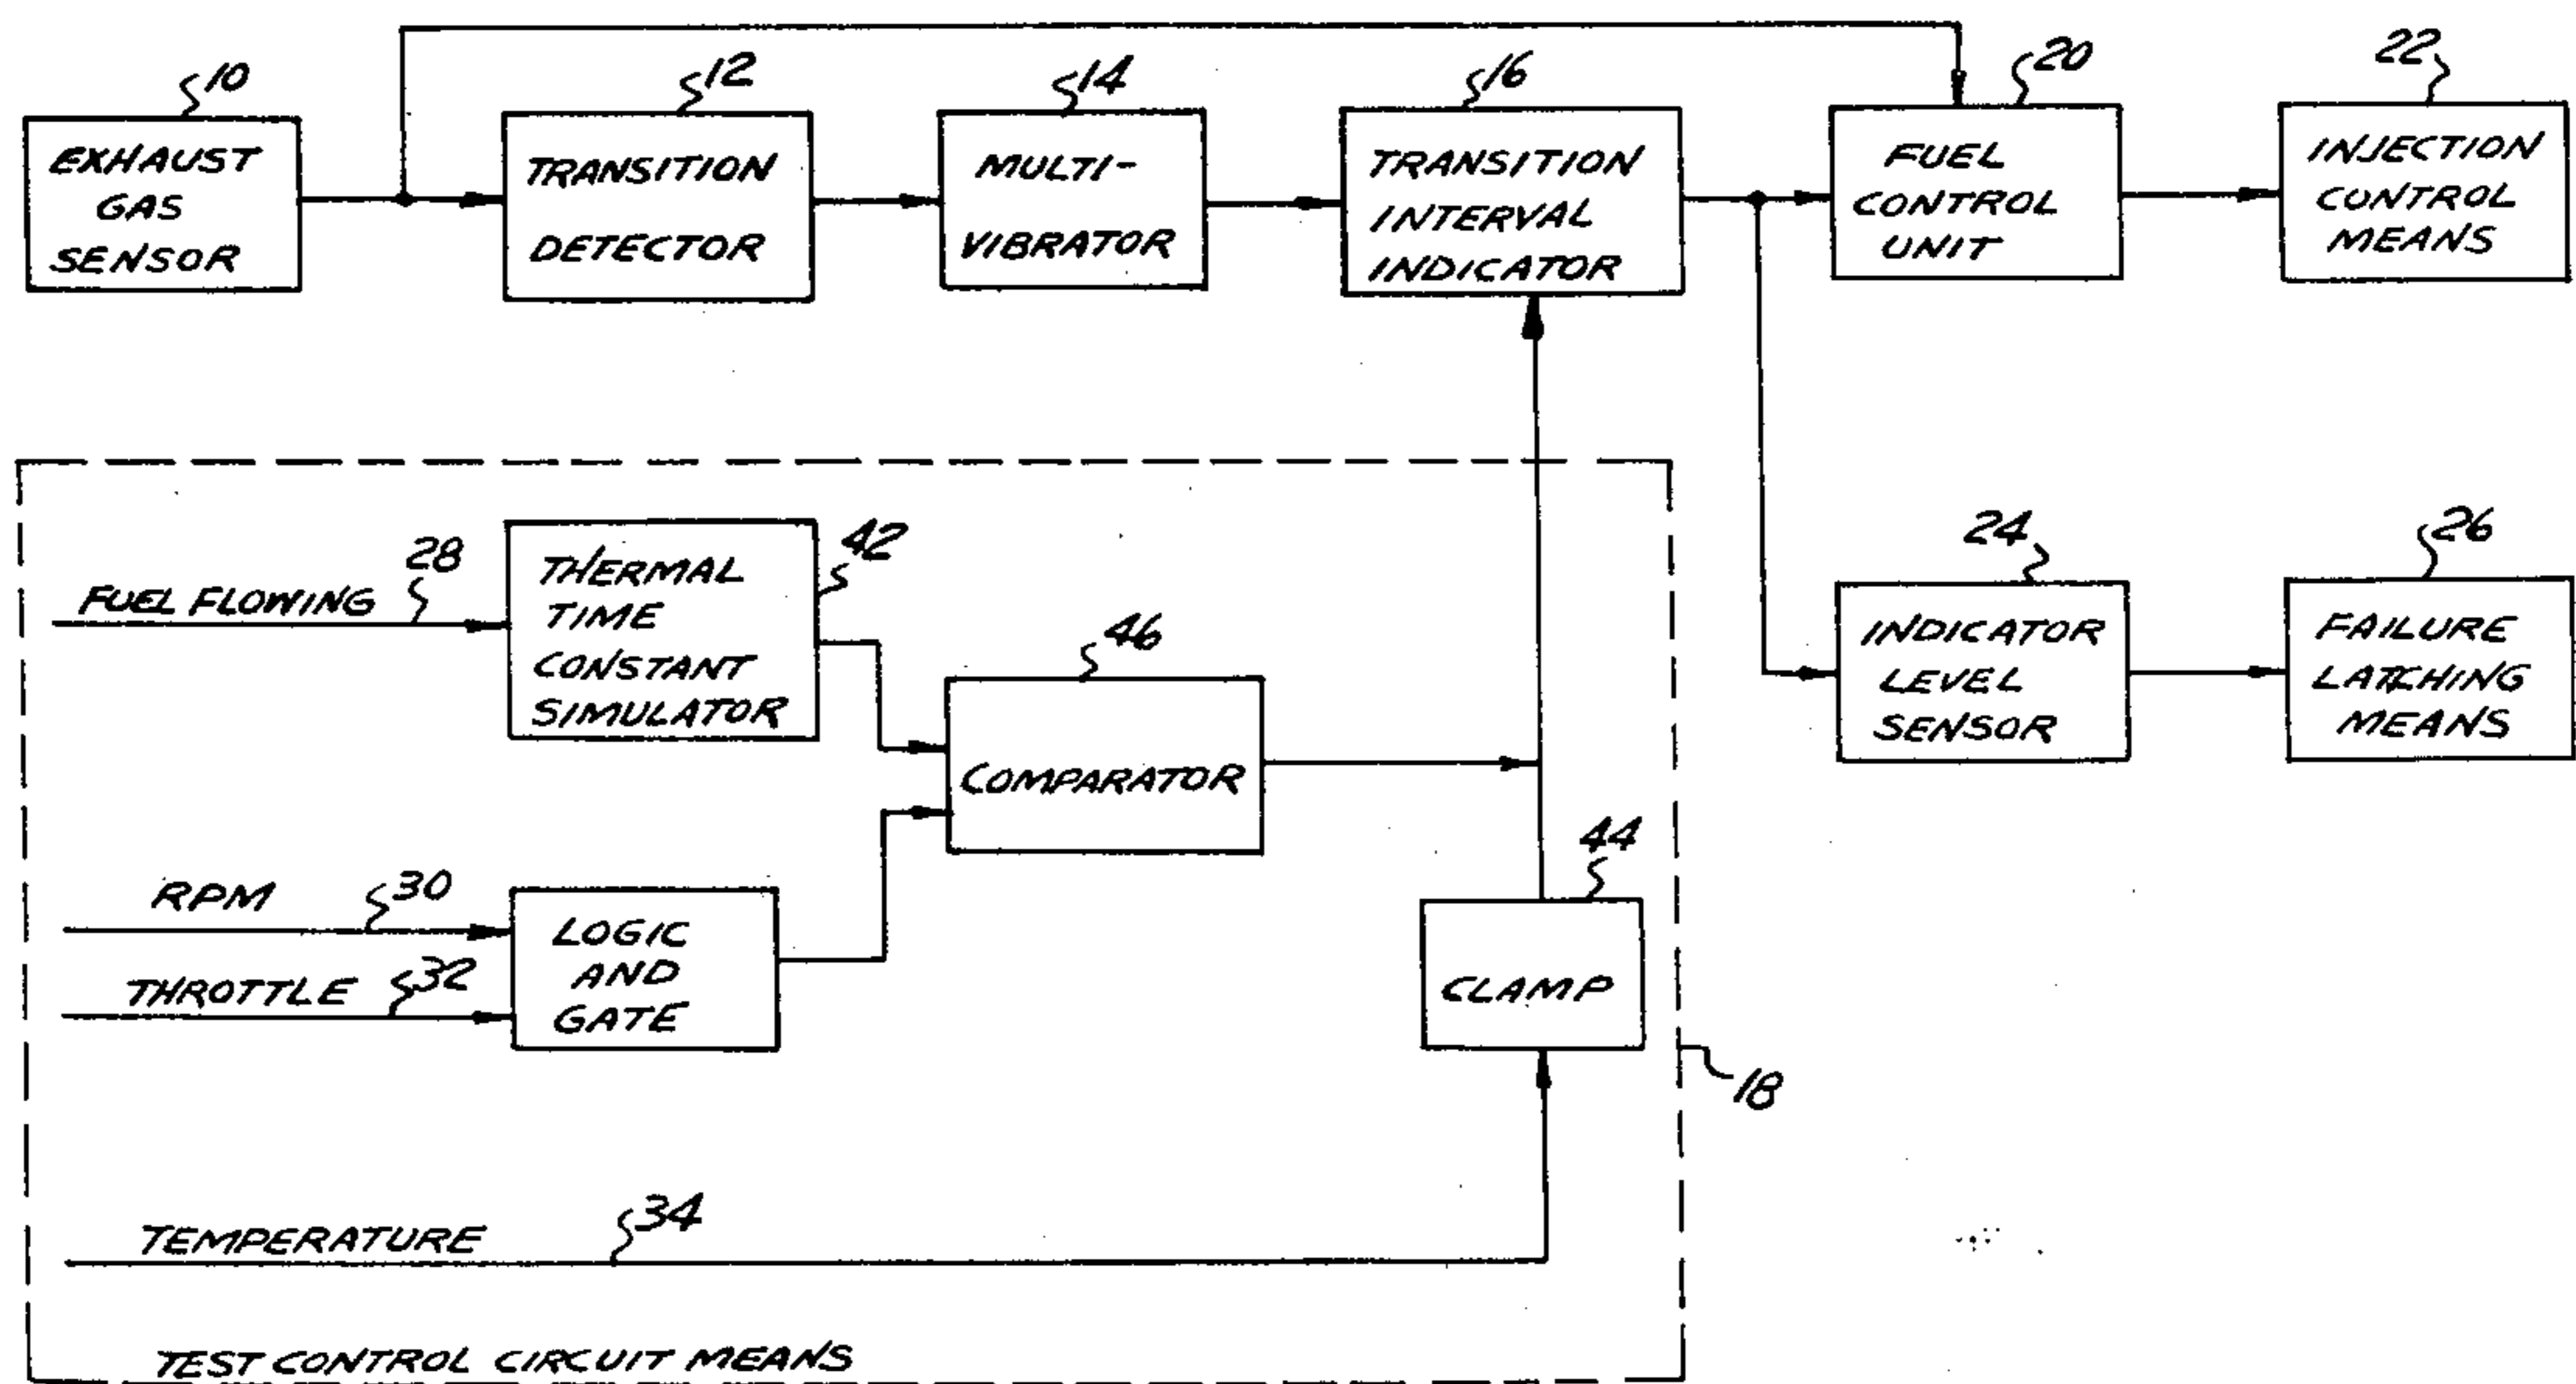 10
12
14
16
20
22
EXHAUST
GAS
SENSOR
TRANSITION
DETECTOR
MULTI-
VIBRATOR
TRANSITION
INTERVAL
INDICATOR
FUEL
CONTROL
UNIT
INJECTION
CONTROL
MEANS
FUEL FLOWING
28
THERMAL
TIME
CONSTANT
SIMULATOR
42
46
COMPARATOR
24
INDICATOR
LEVEL
SENSOR
26
FAILURE
LATCHING
MEANS
RPM
30
THROTTLE
32
LOGIC
AND
GATE
44
CLAMP
18
TEMPERATURE
34
TEST CONTROL CIRCUIT MEANS